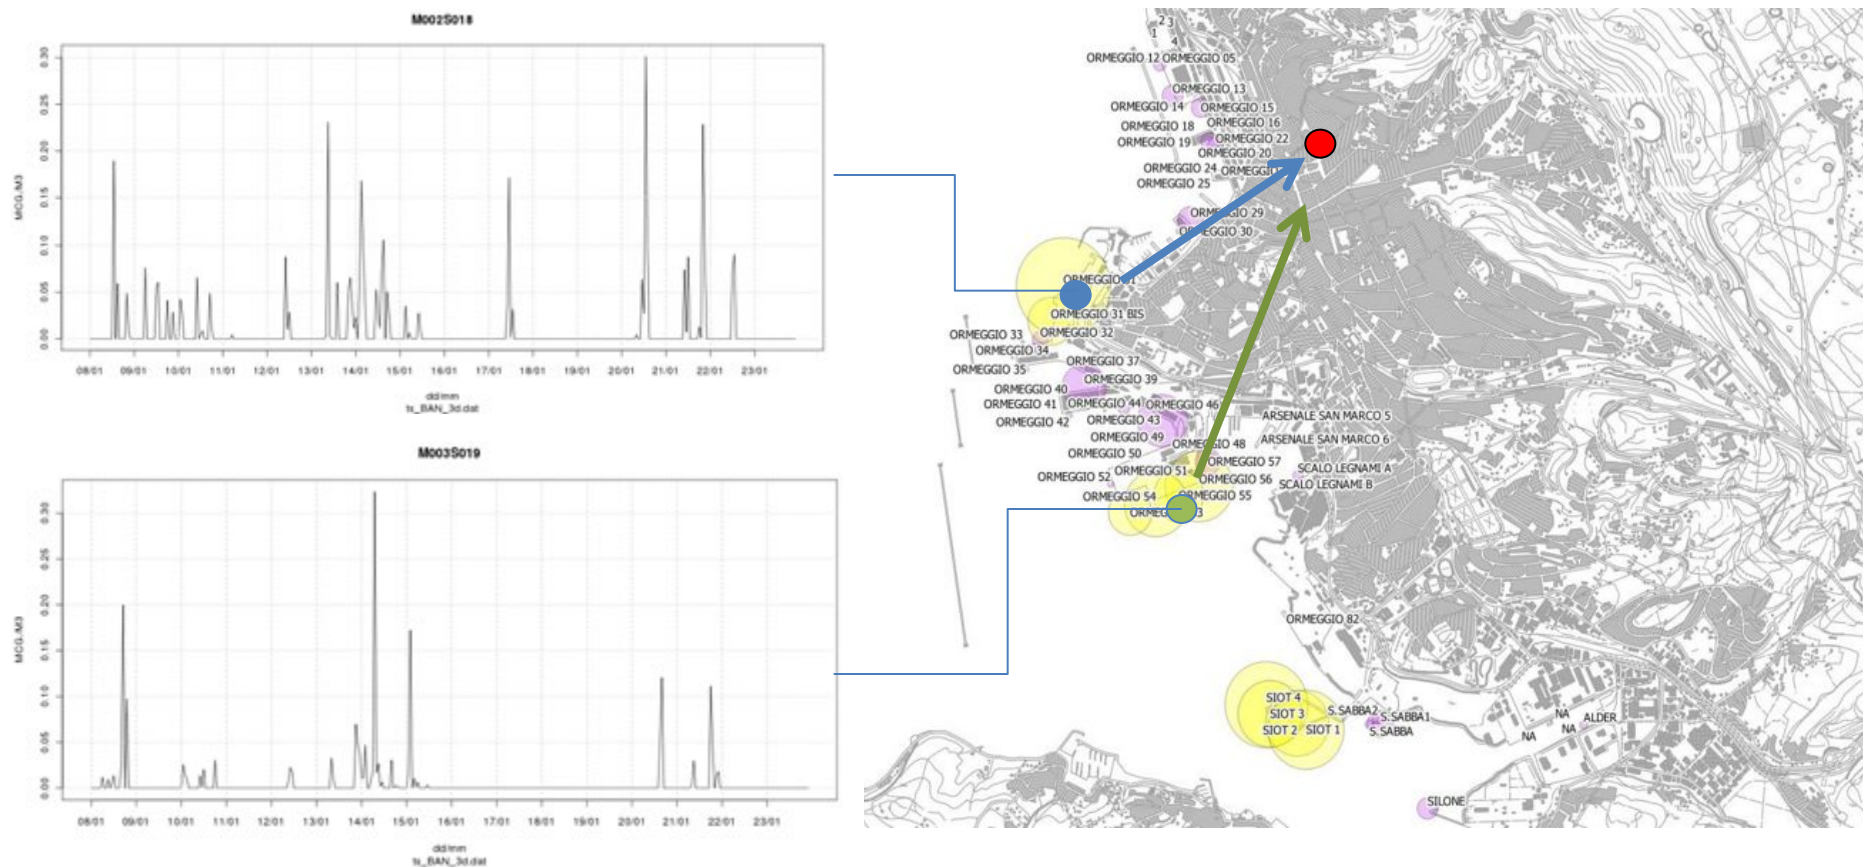 M002S018
MCG./M3
0.30
0.25
0.20
0.15
0.10
0.05
0.00
08/01 09/01 10/01 11/01 12/01 13/01 14/01 15/01 16/01 17/01 18/01 19/01 20/01 21/01 22/01 23/01
dd/mm
ts_BAN_3d.dat
M003S019
MCG./M3
0.30
0.25
0.20
0.15
0.10
0.05
0.00
08/01 09/01 10/01 11/01 12/01 13/01 14/01 15/01 16/01 17/01 18/01 19/01 20/01 21/01 22/01 23/01
dd/mm
ts_BAN_3d.dat
2 3
1
4
ORMEGGIO 12 ORMEGGIO 05
ORMEGGIO 13
ORMEGGIO 14 ORMEGGIO 15
ORMEGGIO 18 ORMEGGIO 16
ORMEGGIO 19 ORMEGGIO 22
ORMEGGIO 20
ORMEGGIO 24 ORMEGGIO
ORMEGGIO 25
ORMEGGIO 29
ORMEGGIO 30
ORMEGGIO
ORMEGGIO 31 BIS
ORMEGGIO 33 ORMEGGIO 32
ORMEGGIO 34
ORMEGGIO 35 ORMEGGIO 37
ORMEGGIO 39
ORMEGGIO 40
ORMEGGIO 41 ORMEGGIO 44 ORMEGGIO 46
ORMEGGIO 42 ORMEGGIO 43
ORMEGGIO 49
ORMEGGIO 48
ORMEGGIO 50
ORMEGGIO 57
ORMEGGIO 52 ORMEGGIO 51
ORMEGGIO 56
ORMEGGIO 54 ORMEGGIO 55
ARSENALE SAN MARCO 5
ARSENALE SAN MARCO 6
SCALO LEGNAMI A
SCALO LEGNAMI B
ORMEGGIO 82
SIOT 4
SIOT 3
SIOT 2 SIOT 1
S.SABBA2
S.SABBA1
S.SABBA
NA
NA ALDER
NA
SILONE